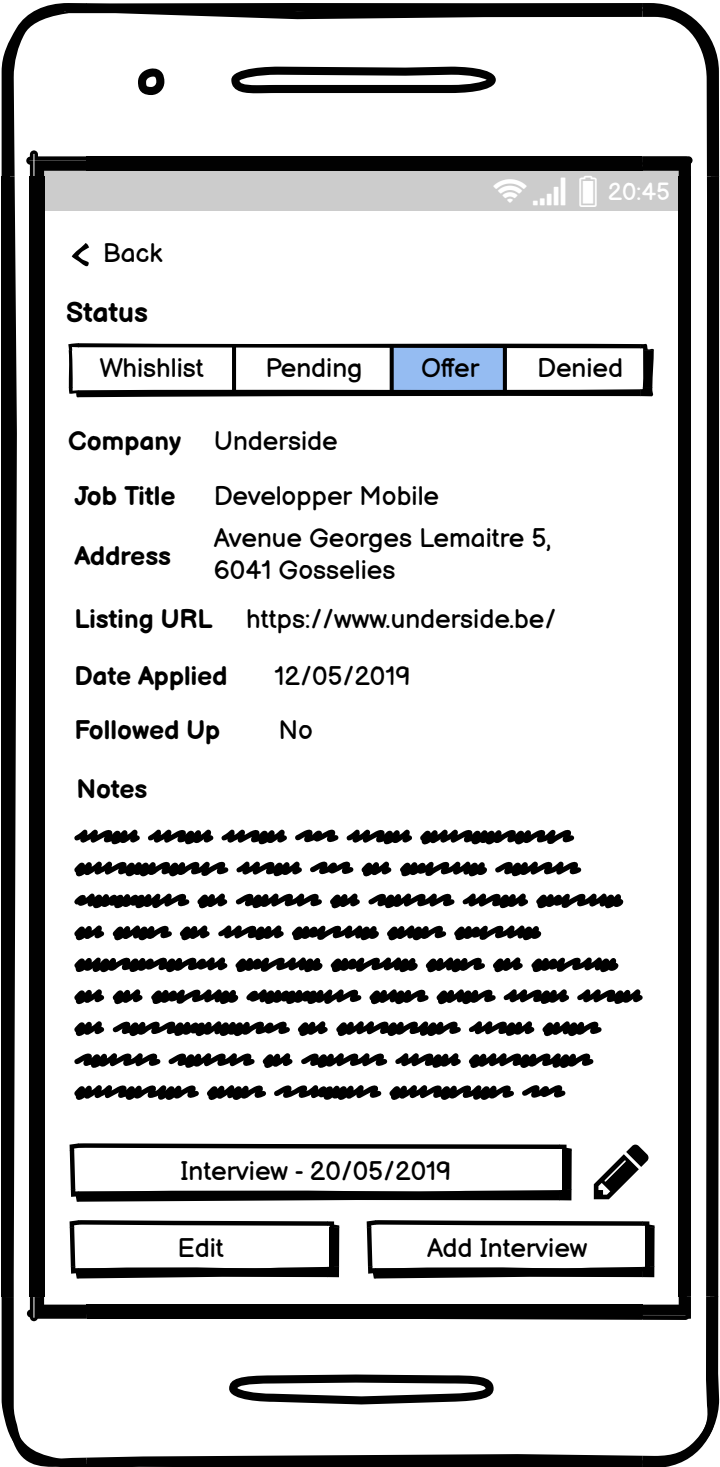 20:45
Back
Status
Whishlist Pending Offer Denied
Company Underside
Job Title Developper Mobile
Address Avenue Georges Lemaitre 5,
6041 Gosselies
Listing URL https://www.underside.be/
Date Applied 12/05/2019
Followed Up No
Notes
Interview - 20/05/2019
Edit Add Interview